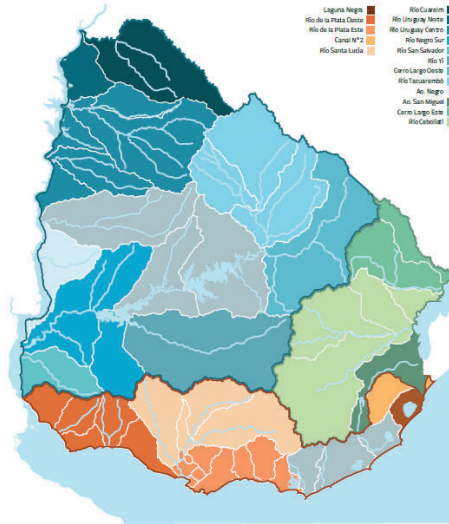 Laguna Negra
Río de la Plata Oeste
Río de la Plata Este
Canal N°2
Río Santa Lucía
Río Cuareim
Río Uruguay Norte
Río Uruguay Centro
Río Negro Sur
Río San Salvador
Río Yí
Cerro Largo Oeste
Río Tacuarembó
Ao. Negro
Ao. San Miguel
Cerro Largo Este
Río Cebollatí